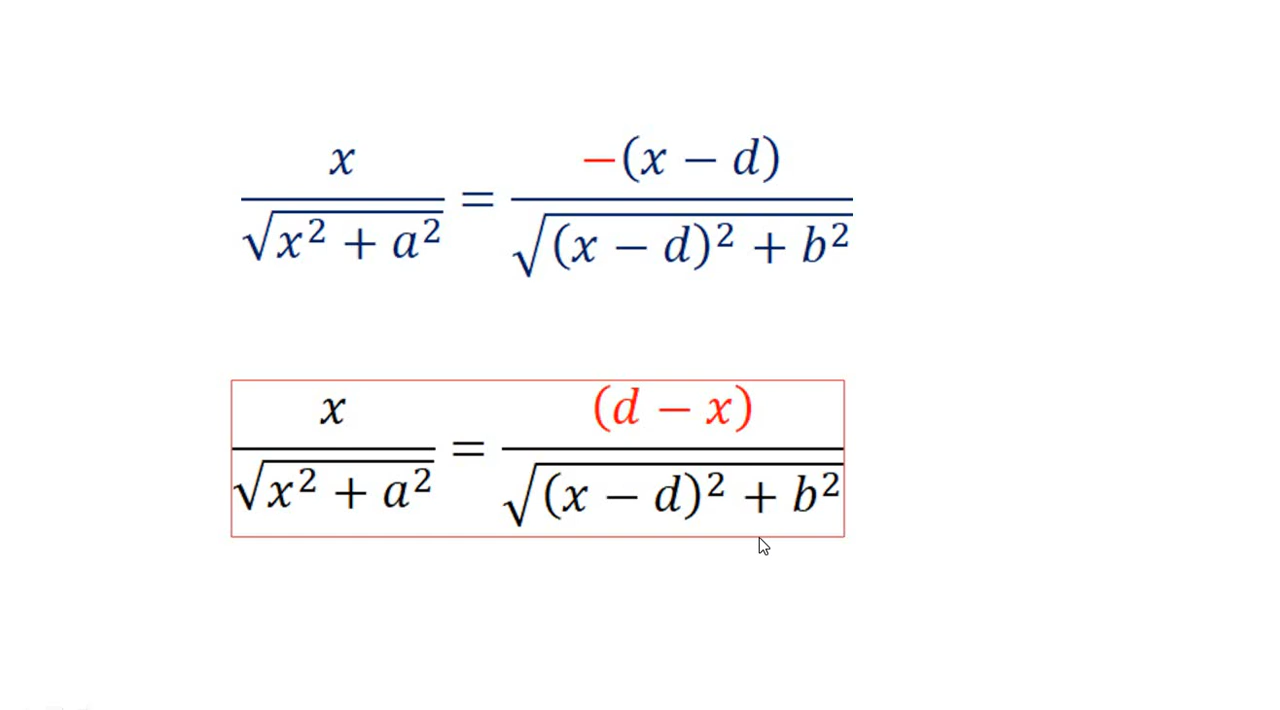 x / √(x² + a²) = −(x − d) / √((x − d)² + b²)
x / √(x² + a²) = (d − x) / √((x − d)² + b²)